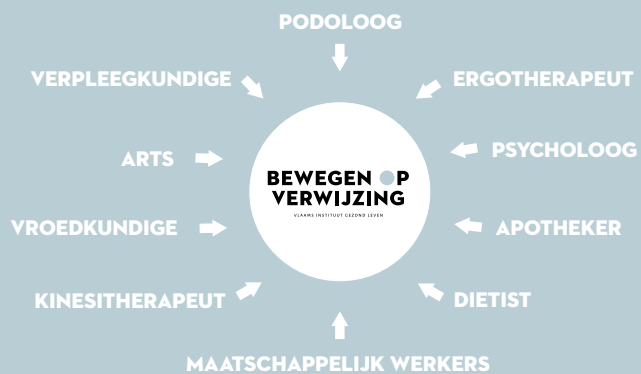 PODOLOOG
VERPLEEGKUNDIGE
ERGOTHERAPEUT
ARTS
PSYCHOLOOG
BEWEGEN OP
VERWIJZING
VLAAMS INSTITUUT GEZOND LEVEN
VROEDKUNDIGE
APOTHEKER
KINESITHERAPEUT
DIETIST
MAATSCHAPPELIJK WERKERS